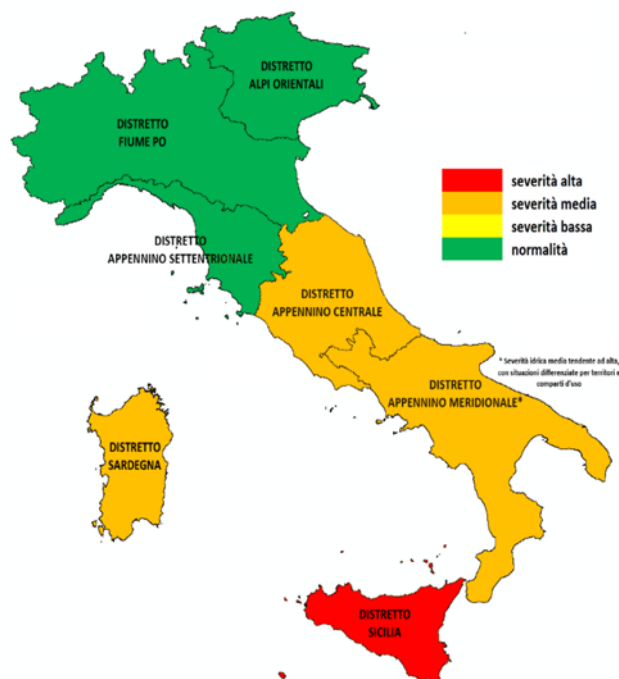 DISTRETTO
ALPI ORIENTALI
DISTRETTO
FIUME PO
severità alta
severità media
severità bassa
normalità
DISTRETTO
APPENNINO SETTENTRIONALE
DISTRETTO
APPENNINO CENTRALE
* Severità idrica media tendente ad alta,
con situazioni differenziate per territori e
comparti d'uso
DISTRETTO
APPENNINO MERIDIONALE*
DISTRETTO
SARDEGNA
DISTRETTO
SICILIA